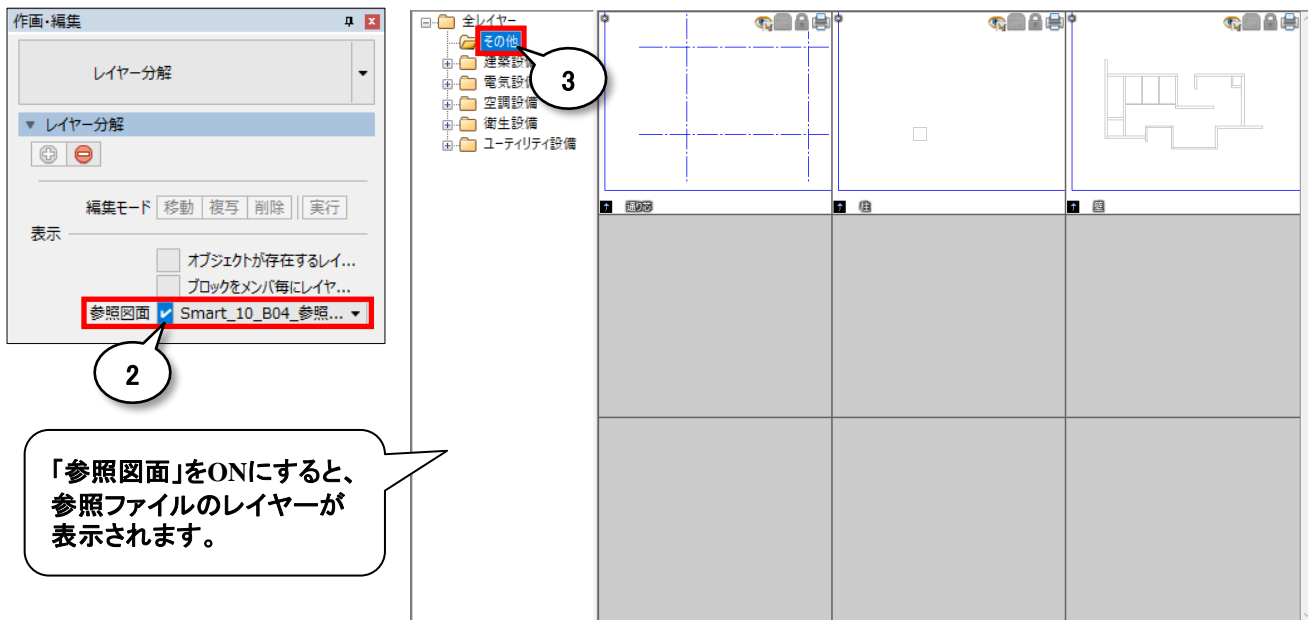 作画・編集
レイヤー分解
レイヤー分解
編集モード 移動 複写 削除 実行
表示
オブジェクトが存在するレイ...
ブロックをメンバ毎にレイヤ...
参照図面 Smart_10_B04_参照...
2
「参照図面」をONにすると、
参照ファイルのレイヤーが
表示されます。
全レイヤー
その他
建築設備
電気設備
空調設備
衛生設備
ユーティリティ設備
3
通り芯
柱
壁